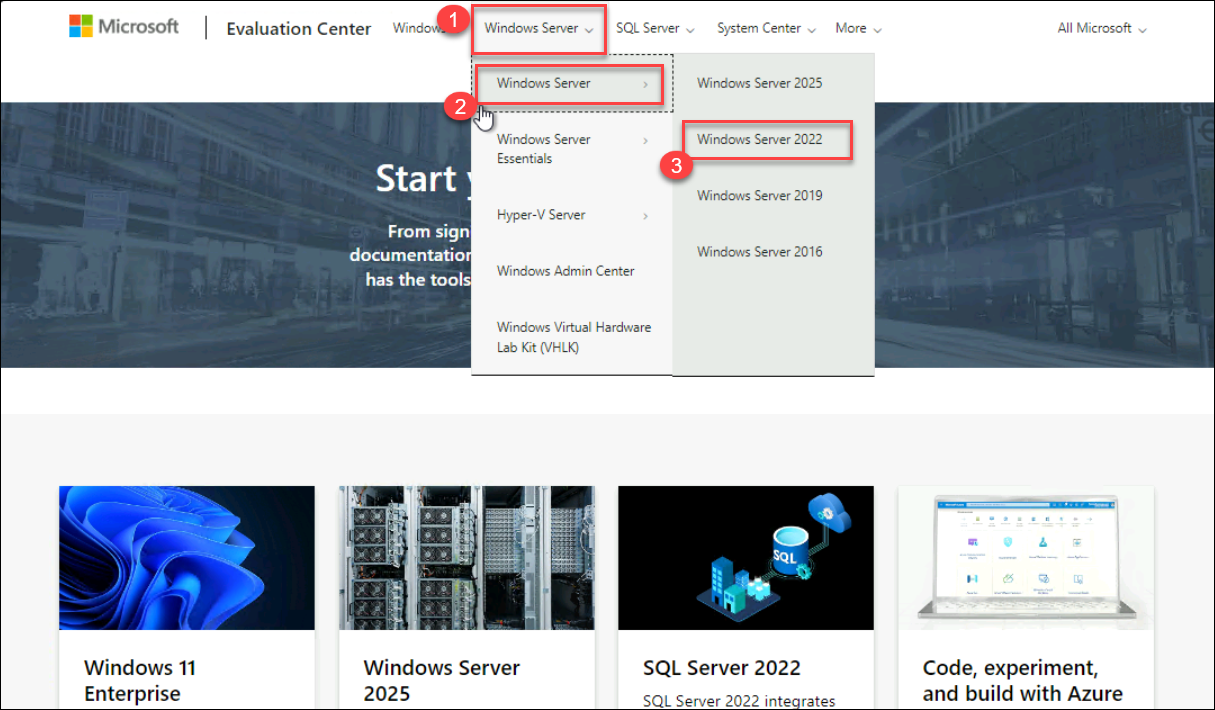 Microsoft
Evaluation Center
Windows Server
SQL Server
System Center
More
All Microsoft
1
Windows Server
2
Windows Server
Essentials
Hyper-V Server
Windows Admin Center
Windows Virtual Hardware
Lab Kit (VHLK)
Windows Server 2025
Windows Server 2022
3
Windows Server 2019
Windows Server 2016
Start
From sign
documentation
has the tools
SQL
Windows 11
Enterprise
Windows Server
2025
SQL Server 2022
SQL Server 2022 integrates
Code, experiment,
and build with Azure